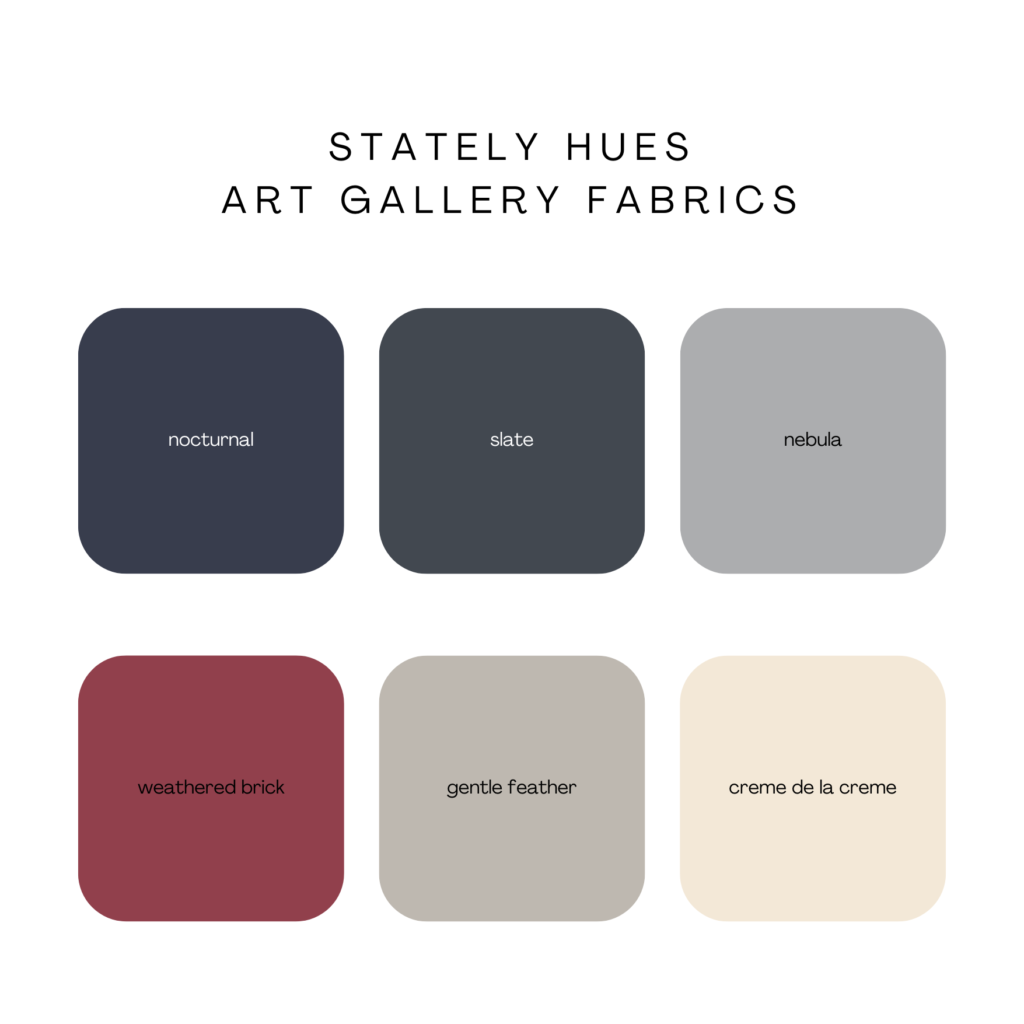 STATELY HUES
ART GALLERY FABRICS
nocturnal
slate
nebula
weathered brick
gentle feather
creme de la creme